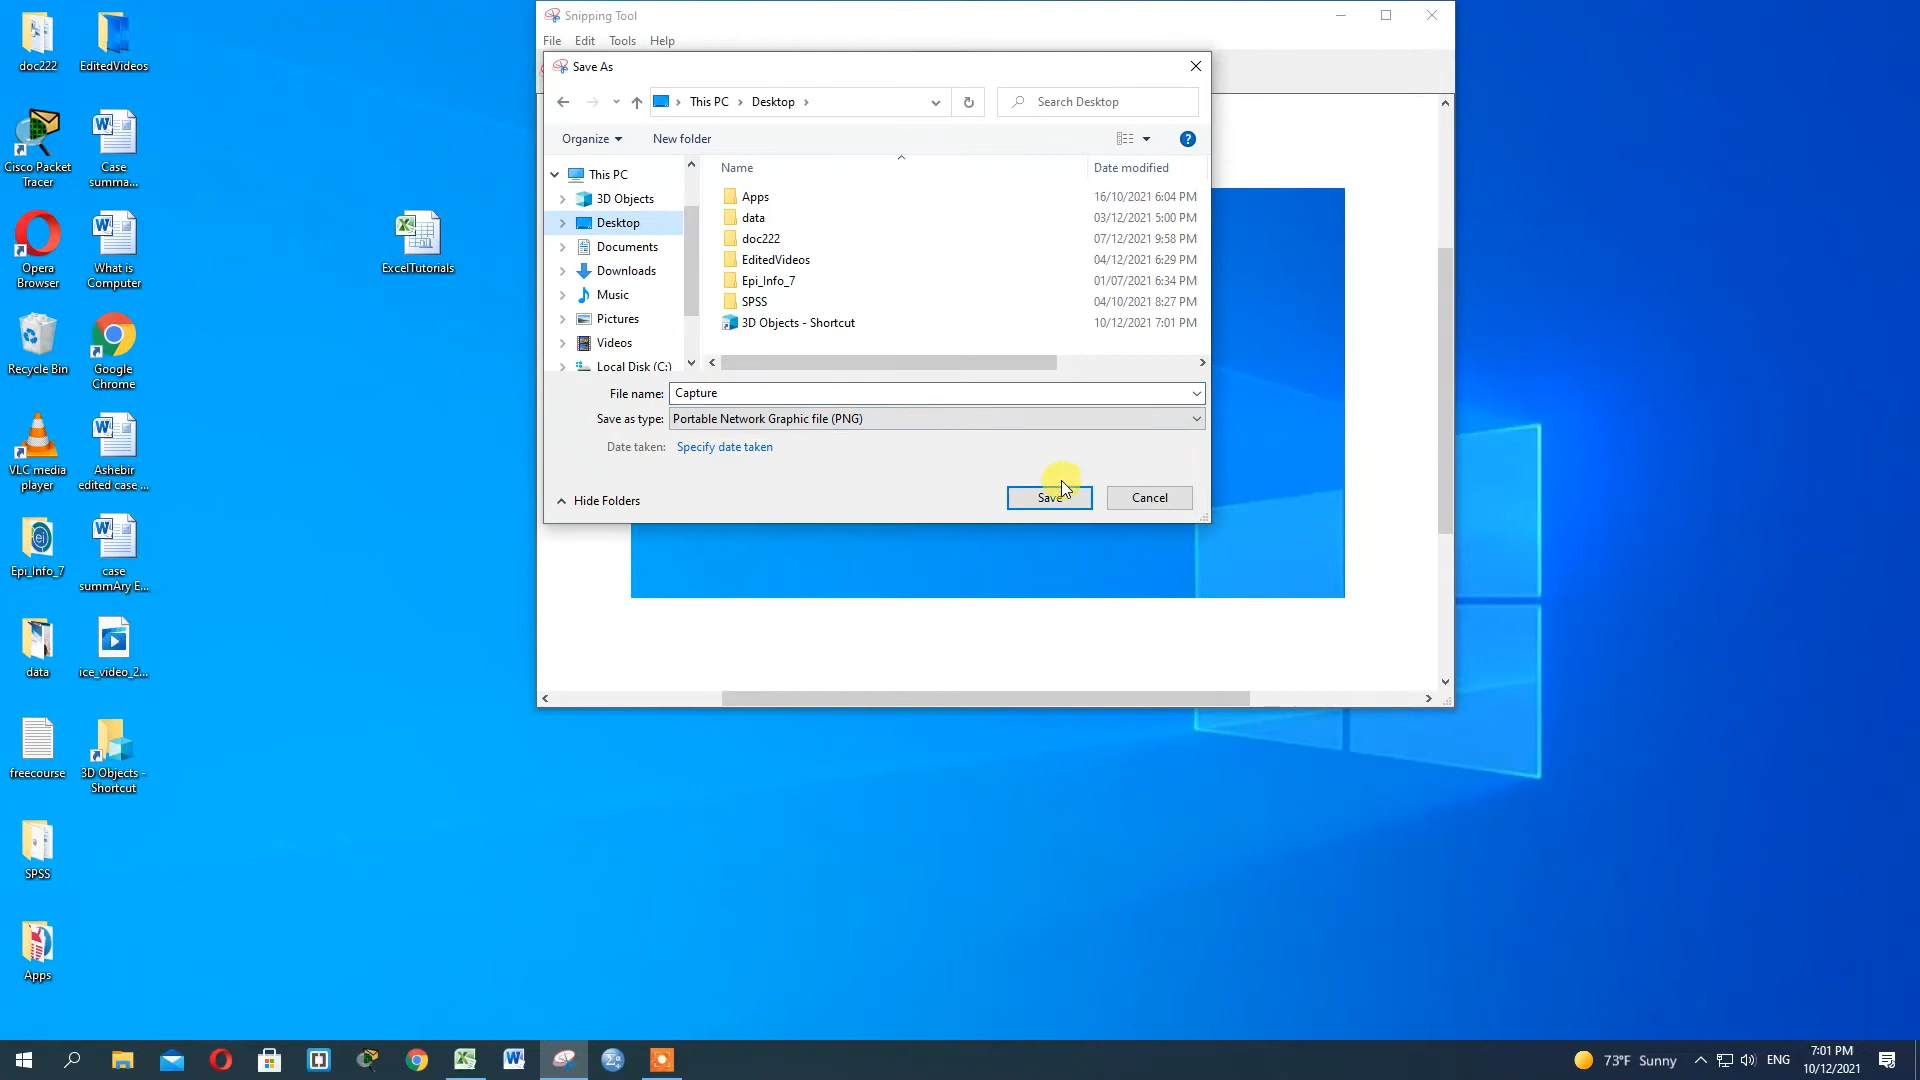 doc222
EditedVideos
Cisco Packet
Tracer
Case
summa...
Opera
Browser
What is
Computer
Recycle Bin
Google
Chrome
VLC media
player
Ashebir
edited case ...
Epi_Info_7
case
summAry E...
data
ice_video_2...
freecourse
3D Objects -
Shortcut
SPSS
Apps
ExcelTutorials
Snipping Tool
File Edit Tools Help
Save As
This PC Desktop
Search Desktop
Organize New folder
This PC
3D Objects
Desktop
Documents
Downloads
Music
Pictures
Videos
Local Disk (C:)
Name Date modified
Apps 16/10/2021 6:04 PM
data 03/12/2021 5:00 PM
doc222 07/12/2021 9:58 PM
EditedVideos 04/12/2021 6:29 PM
Epi_Info_7 01/07/2021 6:34 PM
SPSS 04/10/2021 8:27 PM
3D Objects - Shortcut 10/12/2021 7:01 PM
File name: Capture
Save as type: Portable Network Graphic file (PNG)
Date taken: Specify date taken
Hide Folders
Save Cancel
73°F Sunny ENG
7:01 PM
10/12/2021